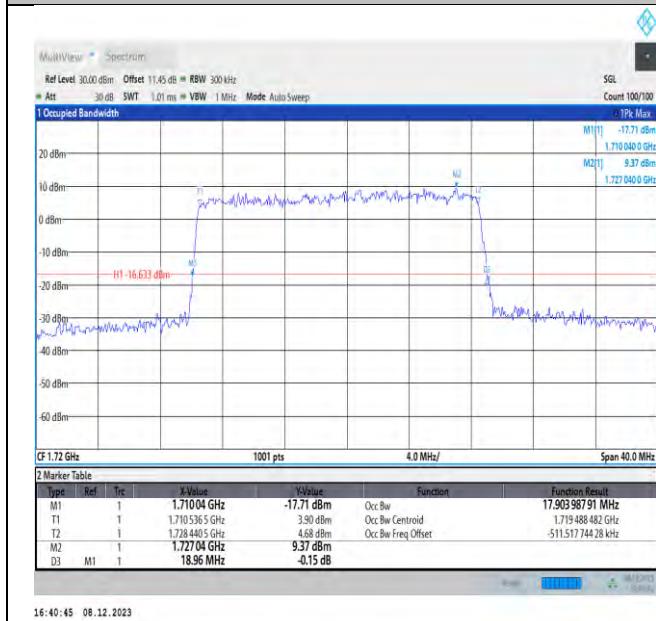 MultiView Spectrum
Ref Level 30.00 dBm Offset 11.45 dB RBW 300 kHz SGL
Att 30 dB SWT 1.01 ms VBW 1 MHz Mode Auto Sweep Count 100/100
1 Occupied Bandwidth 1Pk Max
M1[1] -17.71 dBm
1.710 040 0 GHz
M2[1] 9.37 dBm
1.727 040 0 GHz
20 dBm
10 dBm
M2
T1 T2
0 dBm
-10 dBm
H1 -16.633 dBm
-20 dBm
-30 dBm
-40 dBm
-50 dBm
-60 dBm
CF 1.72 GHz 1001 pts 4.0 MHz/ Span 40.0 MHz
2 Marker Table
Type Ref Trc X-Value Y-Value Function Function Result
M1 1 1.71004 GHz -17.71 dBm Occ Bw 17.903 987 91 MHz
T1 1 1.710 536 5 GHz 3.90 dBm Occ Bw Centroid 1.719 488 482 GHz
T2 1 1.728 440 5 GHz 4.68 dBm Occ Bw Freq Offset -511.517 744 28 kHz
M2 1 1.72704 GHz 9.37 dBm
D3 M1 1 18.96 MHz -0.15 dB
16:40:45 08.12.2023